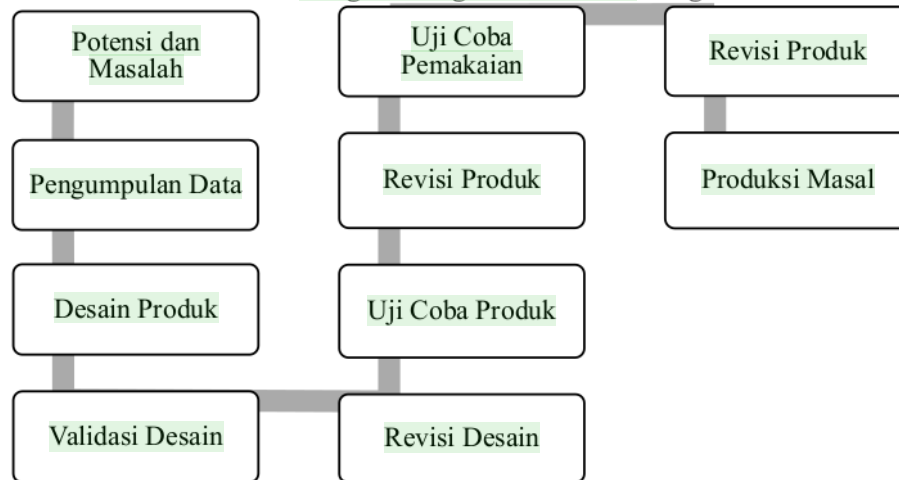 Potensi dan
Masalah
Pengumpulan Data
Desain Produk
Validasi Desain
Revisi Desain
Uji Coba Produk
Revisi Produk
Uji Coba
Pemakaian
Revisi Produk
Produksi Masal